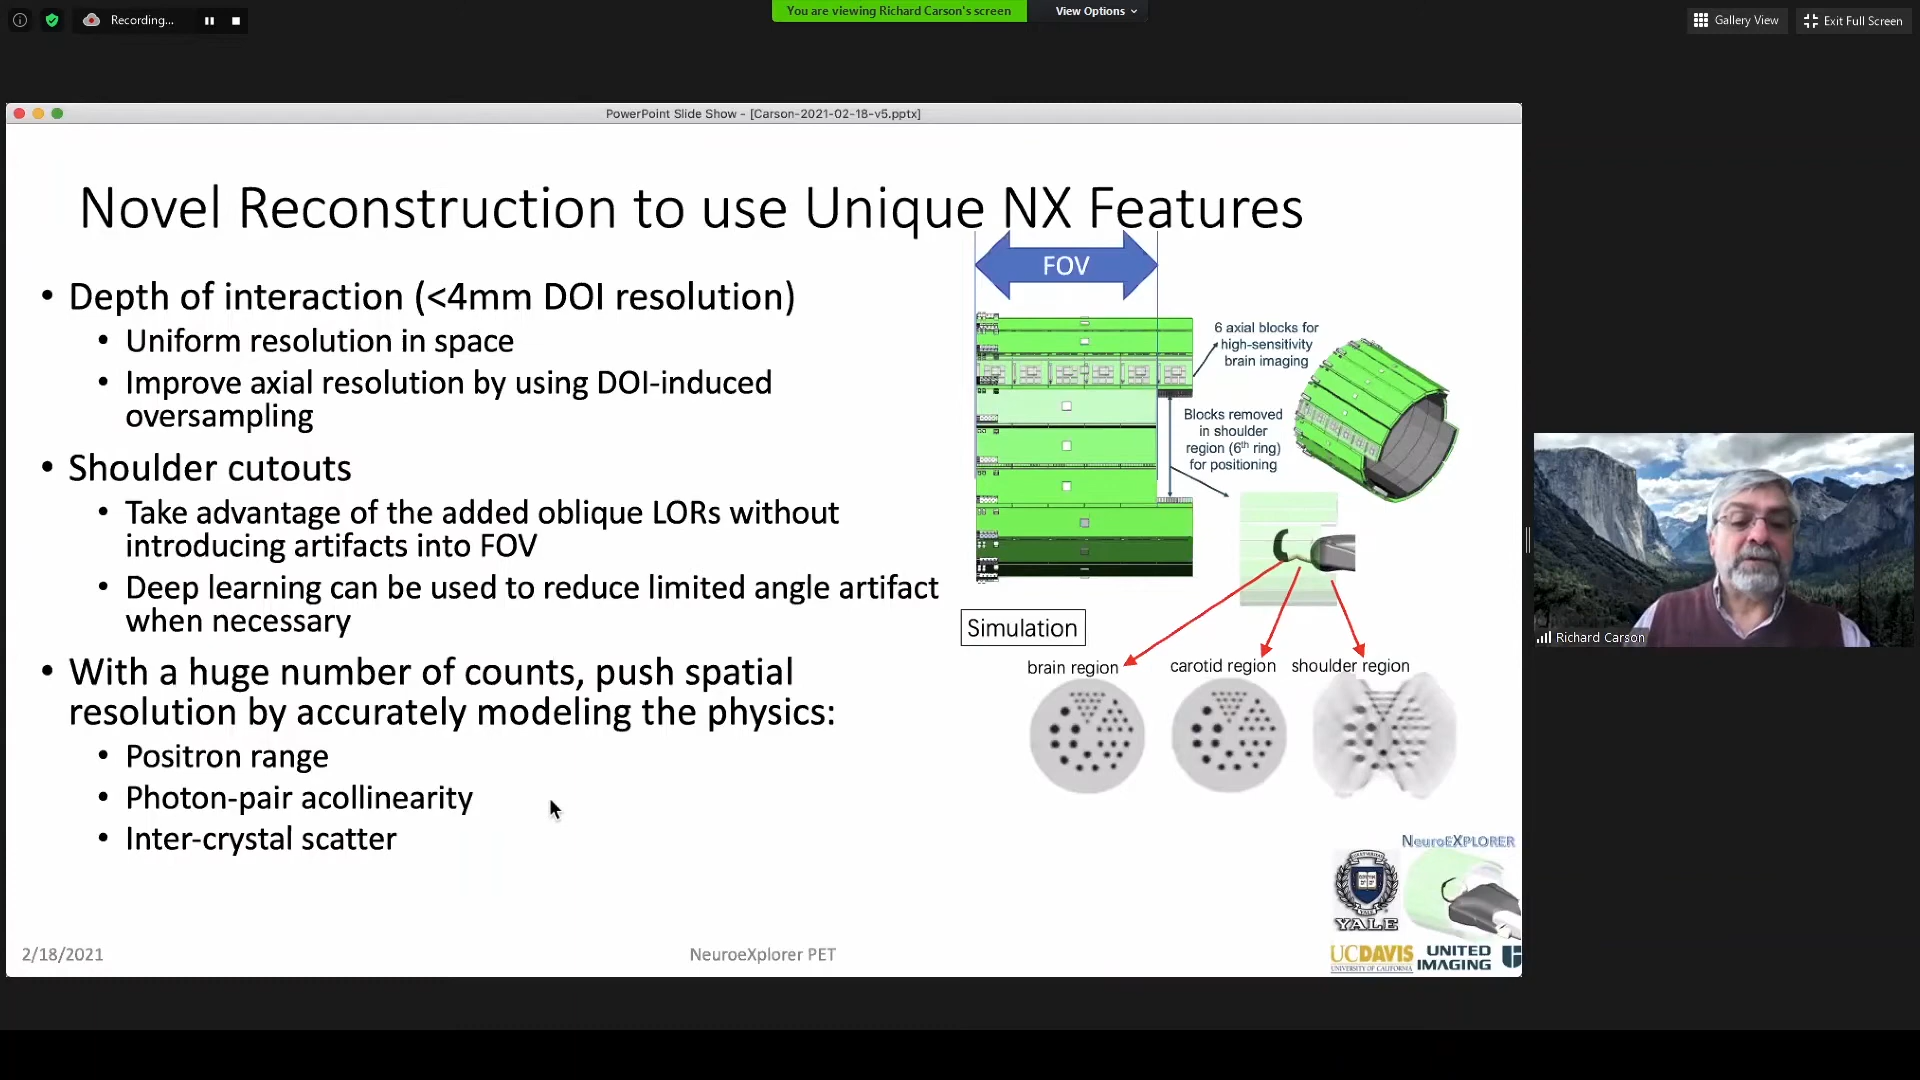 Recording...
You are viewing Richard Carson's screen
View Options
Gallery View
Exit Full Screen
PowerPoint Slide Show - [Carson-2021-02-18-v5.pptx]
Novel Reconstruction to use Unique NX Features
• Depth of interaction (<4mm DOI resolution)
• Uniform resolution in space
• Improve axial resolution by using DOI-induced
oversampling
• Shoulder cutouts
• Take advantage of the added oblique LORs without
introducing artifacts into FOV
• Deep learning can be used to reduce limited angle artifact
when necessary
• With a huge number of counts, push spatial
resolution by accurately modeling the physics:
• Positron range
• Photon-pair acollinearity
• Inter-crystal scatter
FOV
6 axial blocks for
high-sensitivity
brain imaging
Blocks removed
in shoulder
region (6th ring)
for positioning
Simulation
brain region
carotid region
shoulder region
Richard Carson
NeuroEXPLORER
YALE
UCDAVIS
UNIVERSITY OF CALIFORNIA
UNITED
IMAGING
2/18/2021
NeuroeXplorer PET